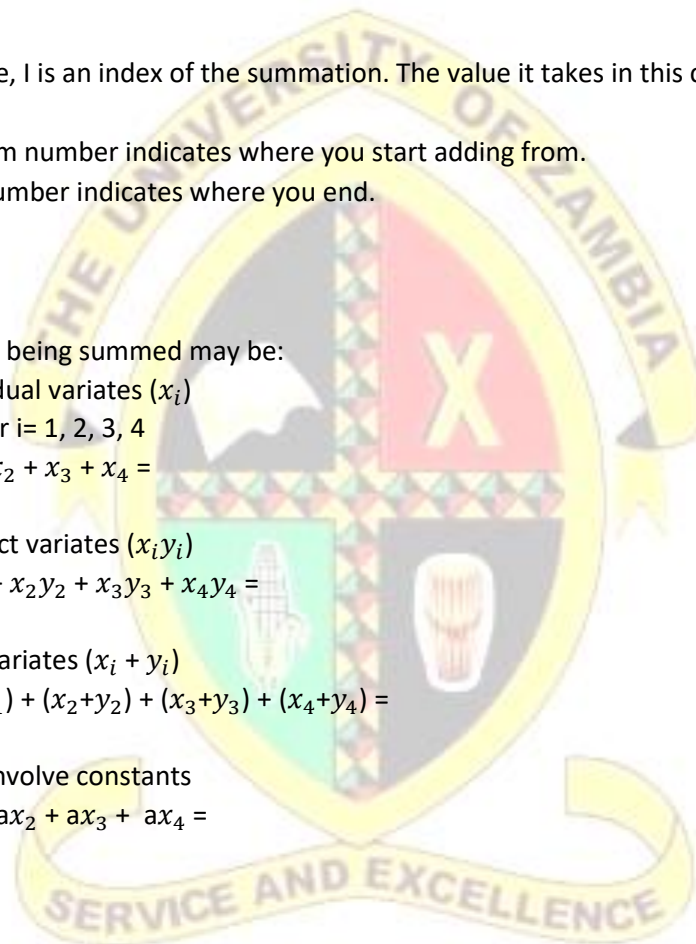 e, I is an index of the summation. The value it takes in this c
m number indicates where you start adding from.
umber indicates where you end.
being summed may be:
dual variates (𝑥ᵢ)
r i= 1, 2, 3, 4
𝑥₂ + 𝑥₃ + 𝑥₄ =
ct variates (𝑥ᵢ𝑦ᵢ)
+ 𝑥₂𝑦₂ + 𝑥₃𝑦₃ + 𝑥₄𝑦₄ =
ariates (𝑥ᵢ + 𝑦ᵢ)
₁) + (𝑥₂+𝑦₂) + (𝑥₃+𝑦₃) + (𝑥₄+𝑦₄) =
nvolve constants
a𝑥₂ + a𝑥₃ + a𝑥₄ =
THE UNIVERSITY OF ZAMBIA
SERVICE AND EXCELLENCE